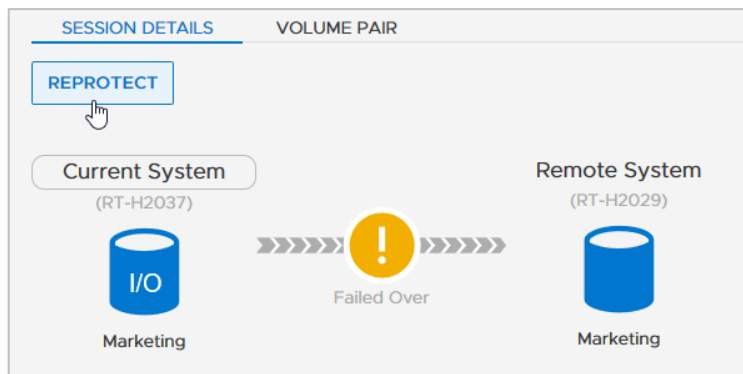 SESSION DETAILS
VOLUME PAIR
REPROTECT
Current System
(RT-H2037)
Remote System
(RT-H2029)
I/O
!
Failed Over
Marketing
Marketing